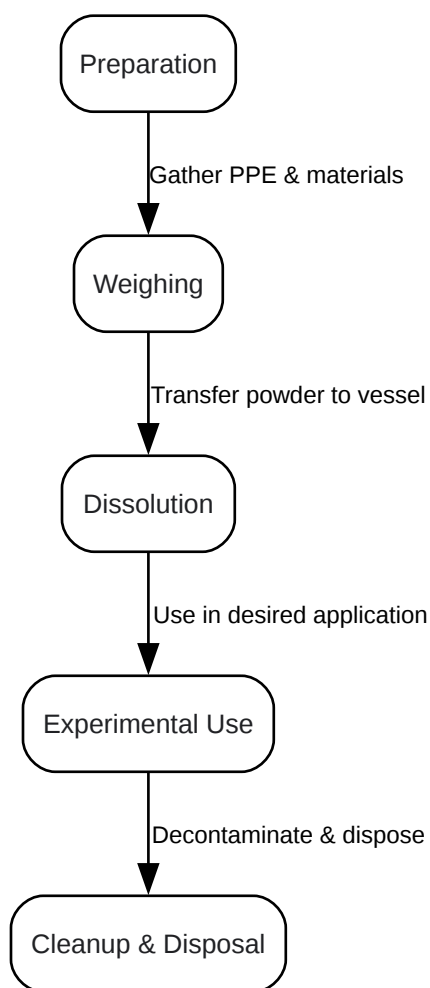 Preparation
Gather PPE & materials
Weighing
Transfer powder to vessel
Dissolution
Use in desired application
Experimental Use
Decontaminate & dispose
Cleanup & Disposal